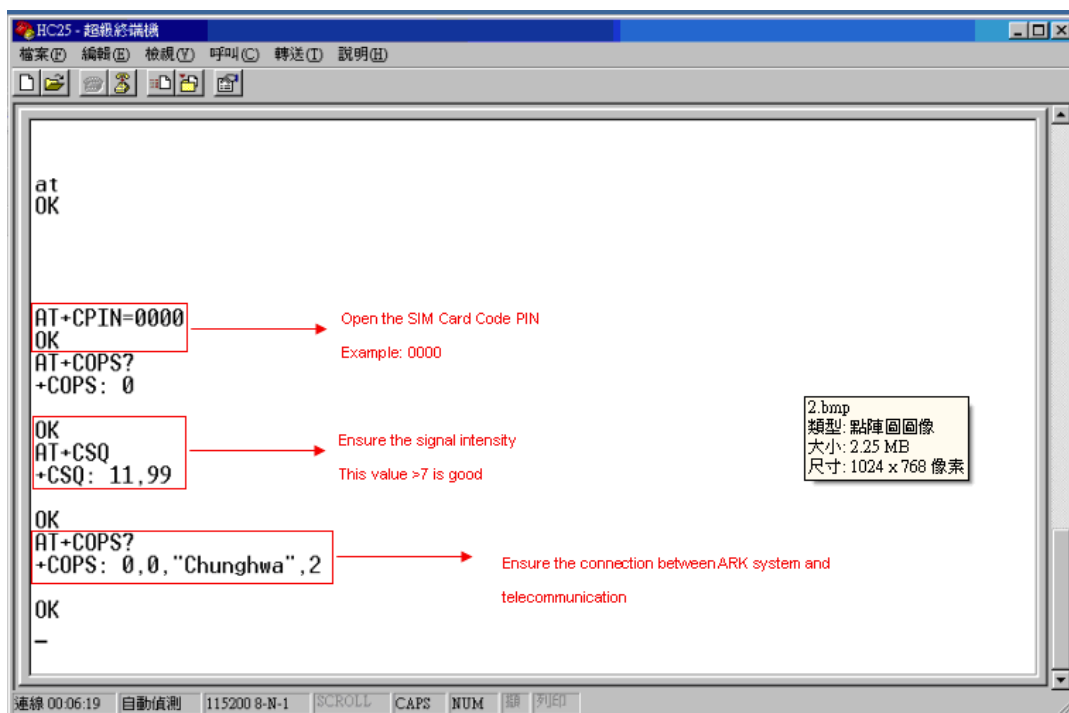 HC25 - 超級終端機
檔案(F) 編輯(E) 檢視(V) 呼叫(C) 轉送(T) 說明(H)
at
OK
AT+CPIN=0000
OK
Open the SIM Card Code PIN
Example: 0000
AT+COPS?
+COPS: 0
OK
AT+CSQ
+CSQ: 11,99
Ensure the signal intensity
This value >7 is good
2.bmp
類型: 點陣圖圖像
大小: 2.25 MB
尺寸: 1024 x 768 像素
OK
AT+COPS?
+COPS: 0,0,"Chunghwa",2
Ensure the connection between ARK system and
telecommunication
OK
連線 00:06:19 自動偵測 115200 8-N-1 SCROLL CAPS NUM 擷 列印